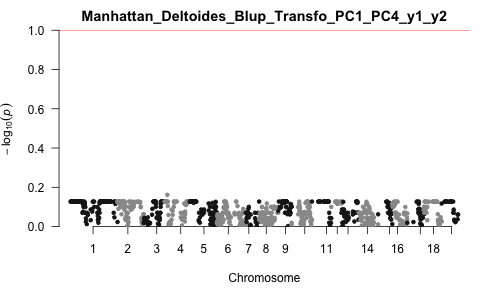 Manhattan_Deltoides_Blup_Transfo_PC1_PC4_y1_y2
1.0
0.8
0.6
0.4
0.2
0.0
− log10(p)
1 2 3 4 5 6 7 8 9 11 14 16 18
Chromosome